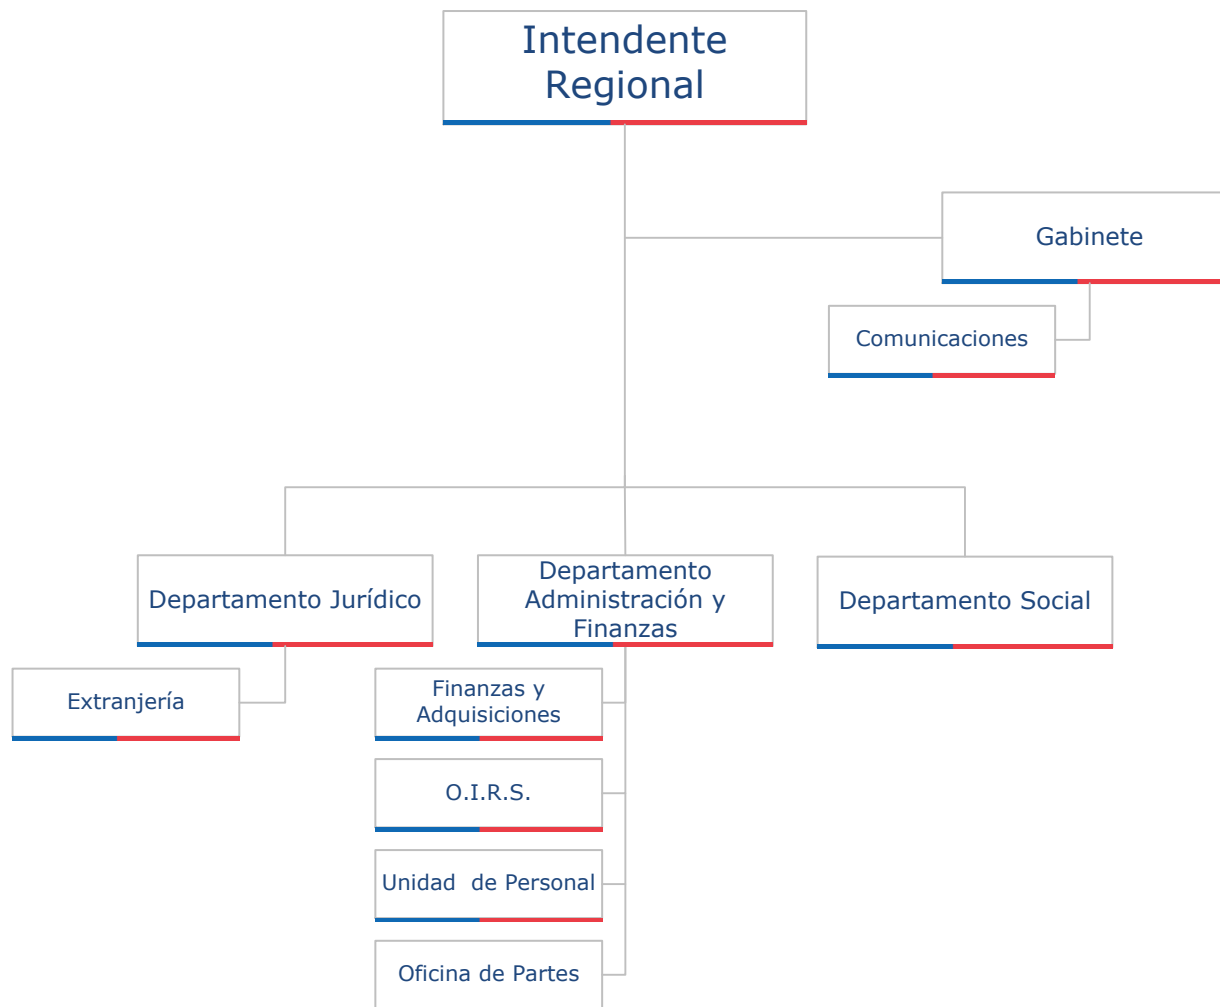 Intendente
Regional
Gabinete
Comunicaciones
Departamento Jurídico
Departamento
Administración y
Finanzas
Departamento Social
Extranjería
Finanzas y
Adquisiciones
O.I.R.S.
Unidad  de Personal
Oficina de Partes